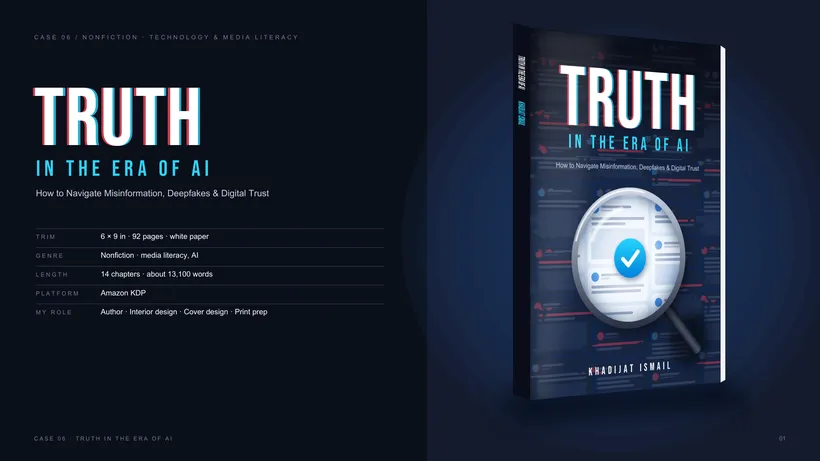 CASE 06 / NONFICTION · TECHNOLOGY & MEDIA LITERACY
TRUTH
IN THE ERA OF AI
How to Navigate Misinformation, Deepfakes & Digital Trust
TRIM 6 × 9 in · 92 pages · white paper
GENRE Nonfiction · media literacy, AI
LENGTH 14 chapters · about 13,100 words
PLATFORM Amazon KDP
MY ROLE Author · Interior design · Cover design · Print prep
CASE 06 · TRUTH IN THE ERA OF AI
TRUTH
IN THE ERA OF AI
How to Navigate Misinformation, Deepfakes & Digital Trust
KHADIJAT ISMAIL
01